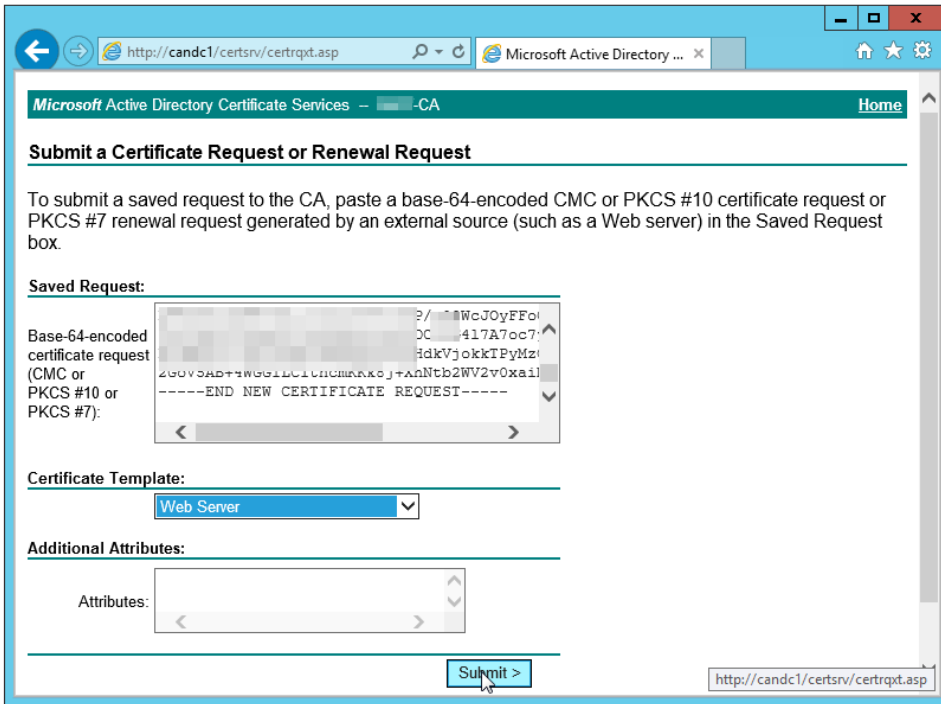 http://candc1/certsrv/certrqxt.asp
Microsoft Active Directory ...
Microsoft Active Directory Certificate Services -- -CA
Home
Submit a Certificate Request or Renewal Request
To submit a saved request to the CA, paste a base-64-encoded CMC or PKCS #10 certificate request or
PKCS #7 renewal request generated by an external source (such as a Web server) in the Saved Request
box.
Saved Request:
Base-64-encoded
certificate request
(CMC or
PKCS #10 or
PKCS #7):
-----END NEW CERTIFICATE REQUEST-----
Certificate Template:
Web Server
Additional Attributes:
Attributes:
Submit >
http://candc1/certsrv/certrqxt.asp